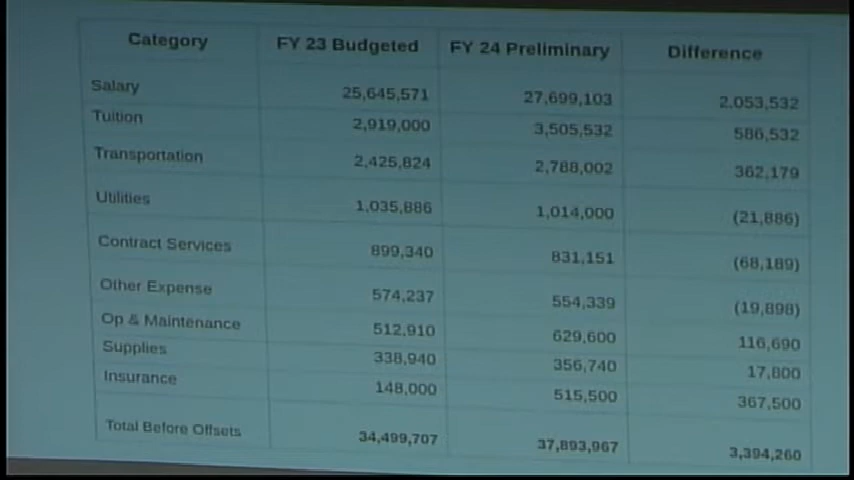 Category FY 23 Budgeted FY 24 Preliminary Difference
Salary 25,645,571 27,699,103 2,053,532
Tuition 2,919,000 3,505,532 586,532
Transportation 2,425,824 2,788,002 362,179
Utilities 1,035,886 1,014,000 (21,886)
Contract Services 899,340 831,151 (68,189)
Other Expense 574,237 554,339 (19,898)
Op & Maintenance 512,910 629,600 116,690
Supplies 338,940 356,740 17,800
Insurance 148,000 515,500 367,500
Total Before Offsets 34,499,707 37,893,967 3,394,260